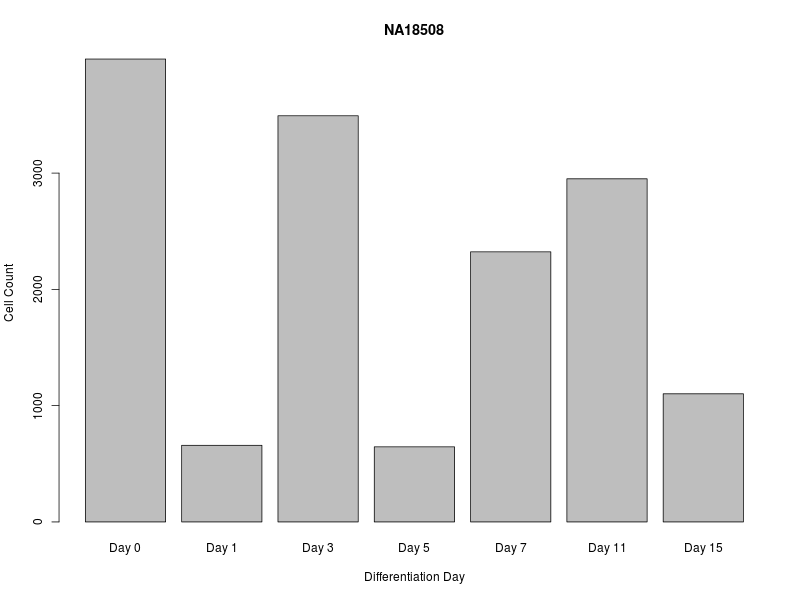 NA18508
Cell Count
3000
2000
1000
0
Day 0 Day 1 Day 3 Day 5 Day 7 Day 11 Day 15
Differentiation Day